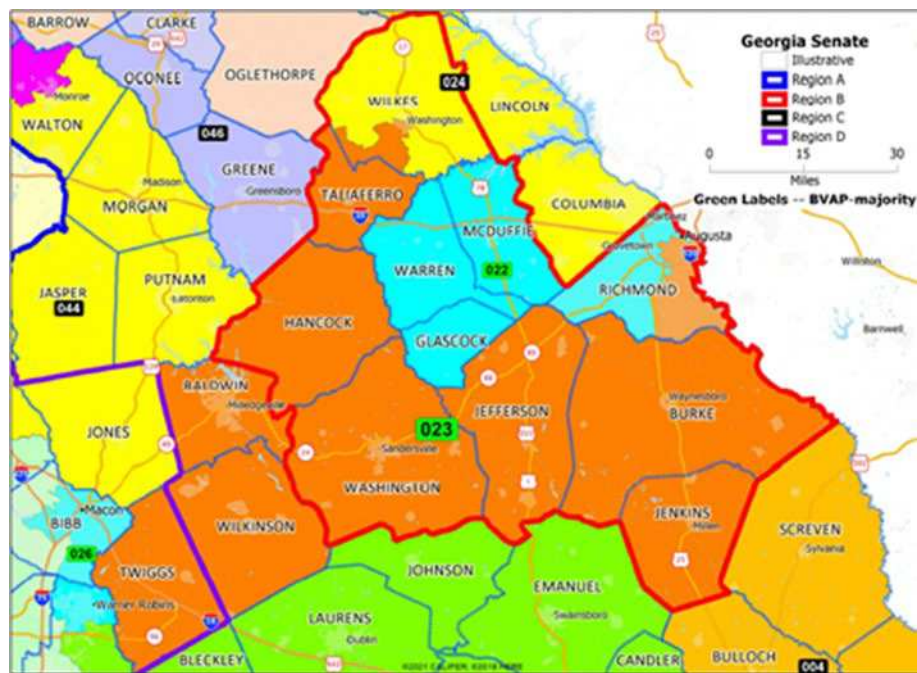 BARROW
CLARKE
OCONEE
OGLETHORPE
024
WILKES
Washington
LINCOLN
Monroe
WALTON
046
GREENE
Greensboro
TALIAFERRO
Madison
MORGAN
MCDUFFIE
COLUMBIA
Martinez
Grovetown
Augusta
WARREN
022
RICHMOND
Williston
Barnwell
JASPER
044
PUTNAM
HANCOCK
GLASCOCK
BALDWIN
Milledgeville
JEFFERSON
Waynesboro
BURKE
JONES
023
Sandersville
WASHINGTON
Macon
BIBB
026
WILKINSON
JENKINS
Millen
SCREVEN
Sylvania
TWIGGS
Warner Robins
JOHNSON
EMANUEL
Swainsboro
LAURENS
Dublin
BLECKLEY
CANDLER
BULLOCH
004
Georgia Senate
Illustrative
Region A
Region B
Region C
Region D
0 15 30
Miles
Green Labels -- BVAP-majority
©2021 CALIPER; ©2019 HERE